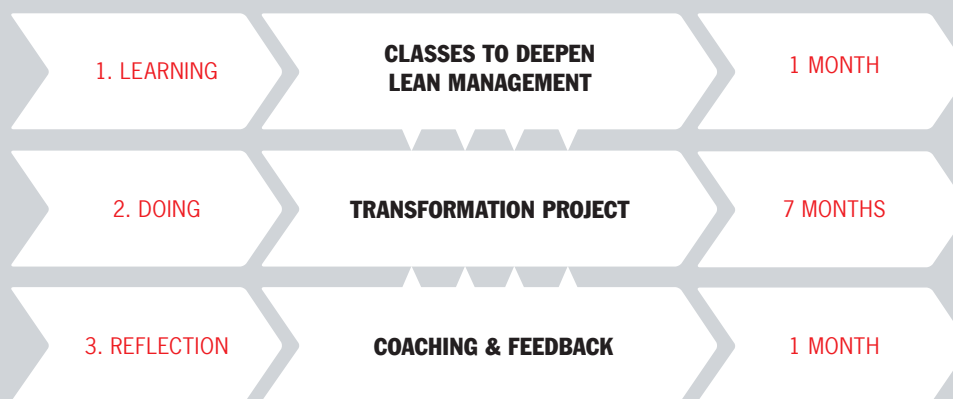 1. LEARNING
CLASSES TO DEEPEN
LEAN MANAGEMENT
1 MONTH
2. DOING
TRANSFORMATION PROJECT
7 MONTHS
3. REFLECTION
COACHING & FEEDBACK
1 MONTH